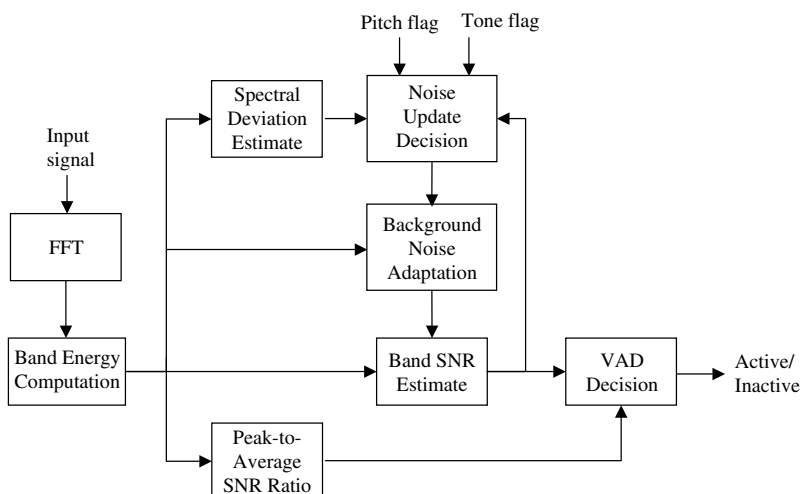 Pitch flag
Tone flag
Spectral
Deviation
Estimate
Noise
Update
Decision
Input
signal
FFT
Background
Noise
Adaptation
Band Energy
Computation
Band SNR
Estimate
VAD
Decision
Active/
Inactive
Peak-to-
Average
SNR Ratio